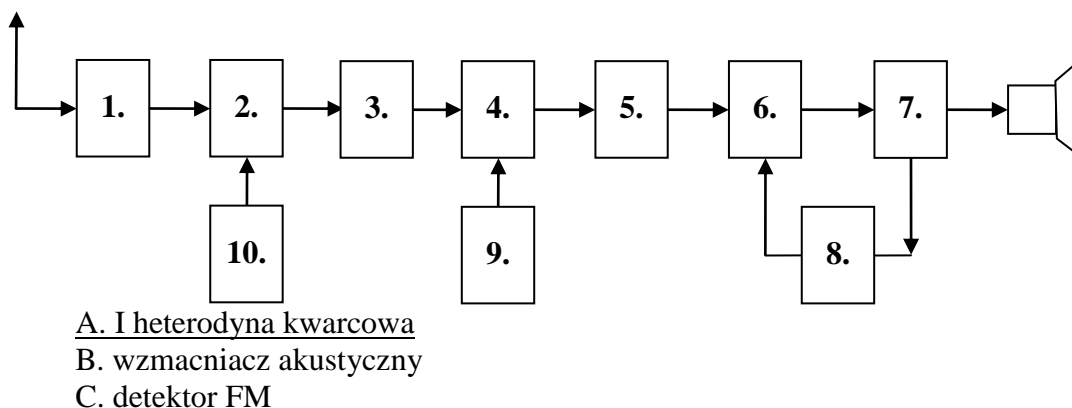 1. 2. 3. 4. 5. 6. 7.
10. 9. 8.
A. I heterodyna kwarcowa
B. wzmacniacz akustyczny
C. detektor FM